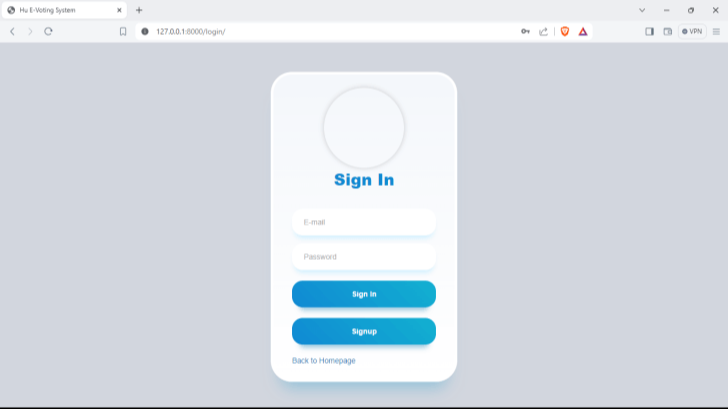 Hu E-Voting System
127.0.0.1:8000/login/
VPN
Sign In
E-mail
Password
Sign In
Signup
Back to Homepage